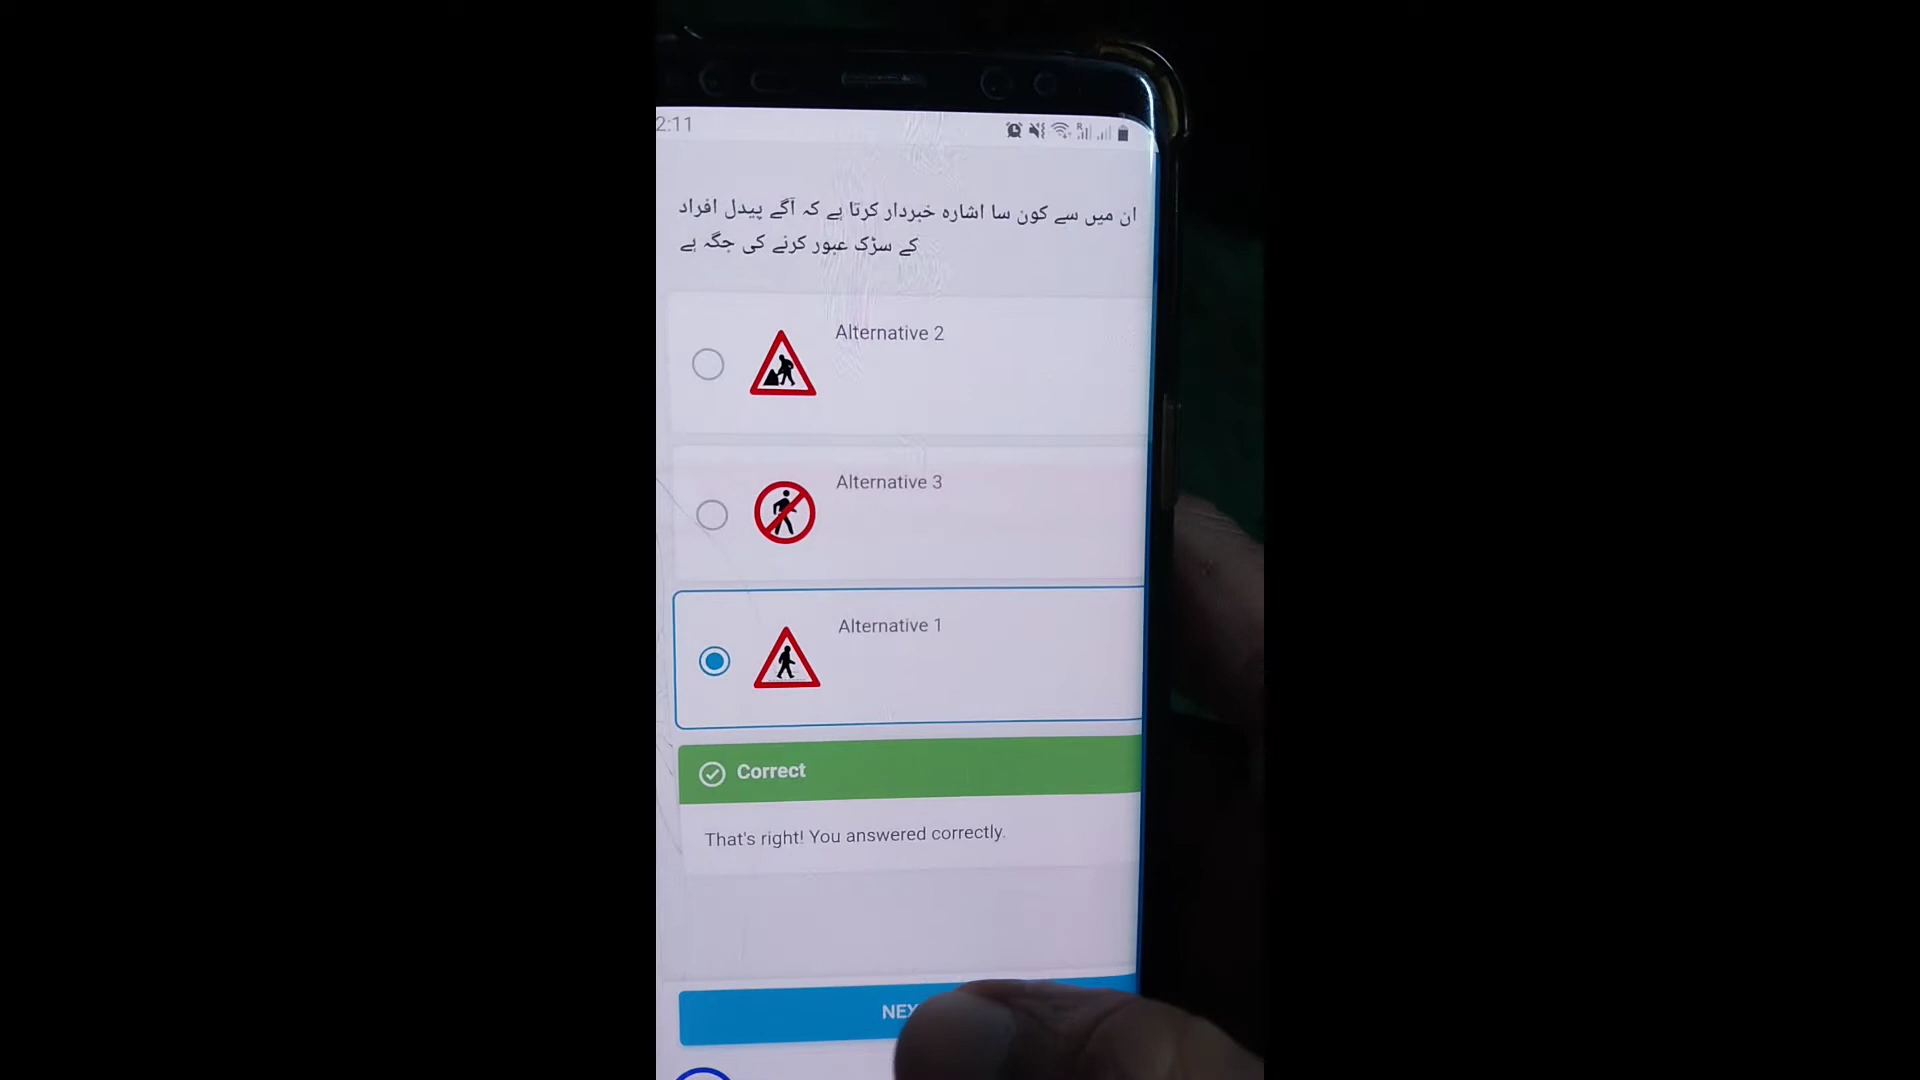 2:11
ان میں سے کون سا اشارہ خبردار کرتا ہے کہ آگے پیدل افراد
کے سڑک عبور کرنے کی جگہ ہے
Alternative 2
Alternative 3
Alternative 1
Correct
That's right! You answered correctly.